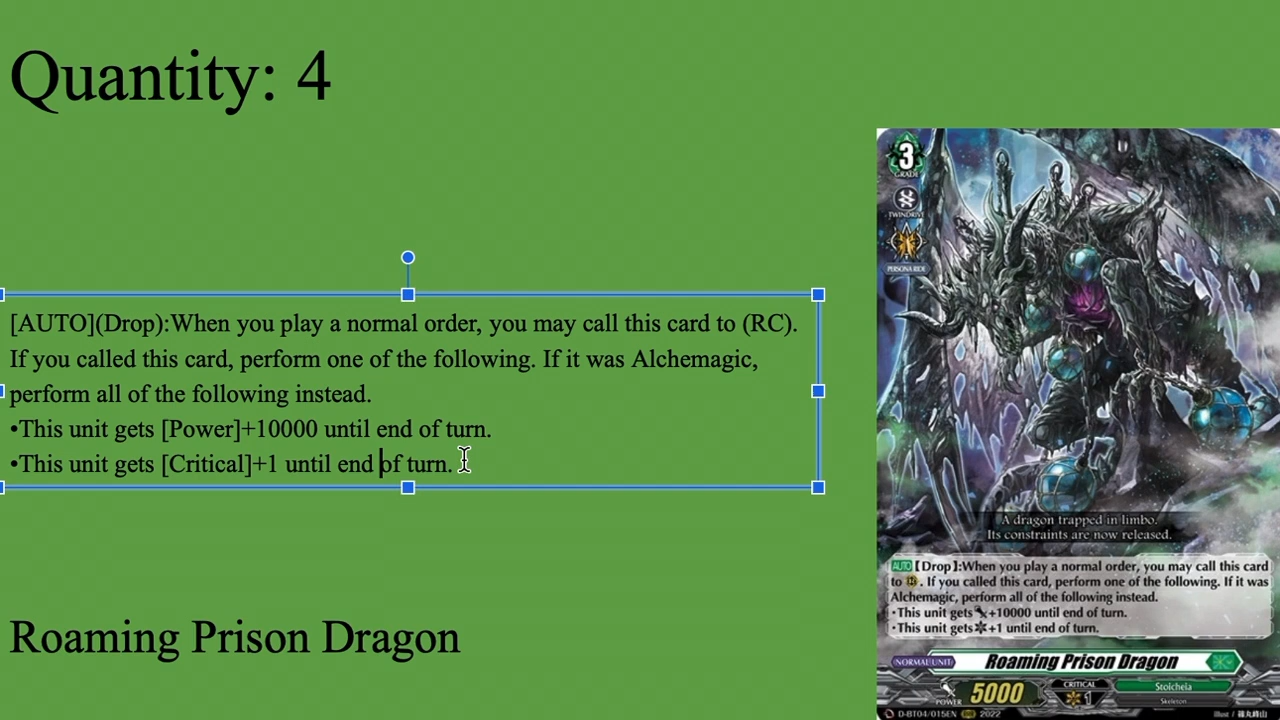 Quantity: 4
[AUTO](Drop):When you play a normal order, you may call this card to (RC).
If you called this card, perform one of the following. If it was Alchemagic,
perform all of the following instead.
•This unit gets [Power]+10000 until end of turn.
•This unit gets [Critical]+1 until end of turn.
Roaming Prison Dragon
3
GRADE
TWINDRIVE
PERSONA RIDE
A dragon trapped in limbo.
Its constraints are now released.
AUTO【Drop】:When you play a normal order, you may call this card
to . If you called this card, perform one of the following. If it was
Alchemagic, perform all of the following instead.
・This unit gets +10000 until end of turn.
・This unit gets +1 until end of turn.
NORMAL UNIT Roaming Prison Dragon
POWER 5000 CRITICAL 1 Stoicheia
Skeleton
D-BT04/015EN RRR 2022